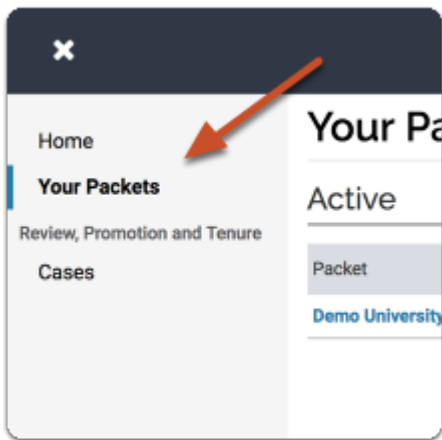 Home
Your Packets
Review, Promotion and Tenure
Cases
Your Pa
Active
Packet
Demo University